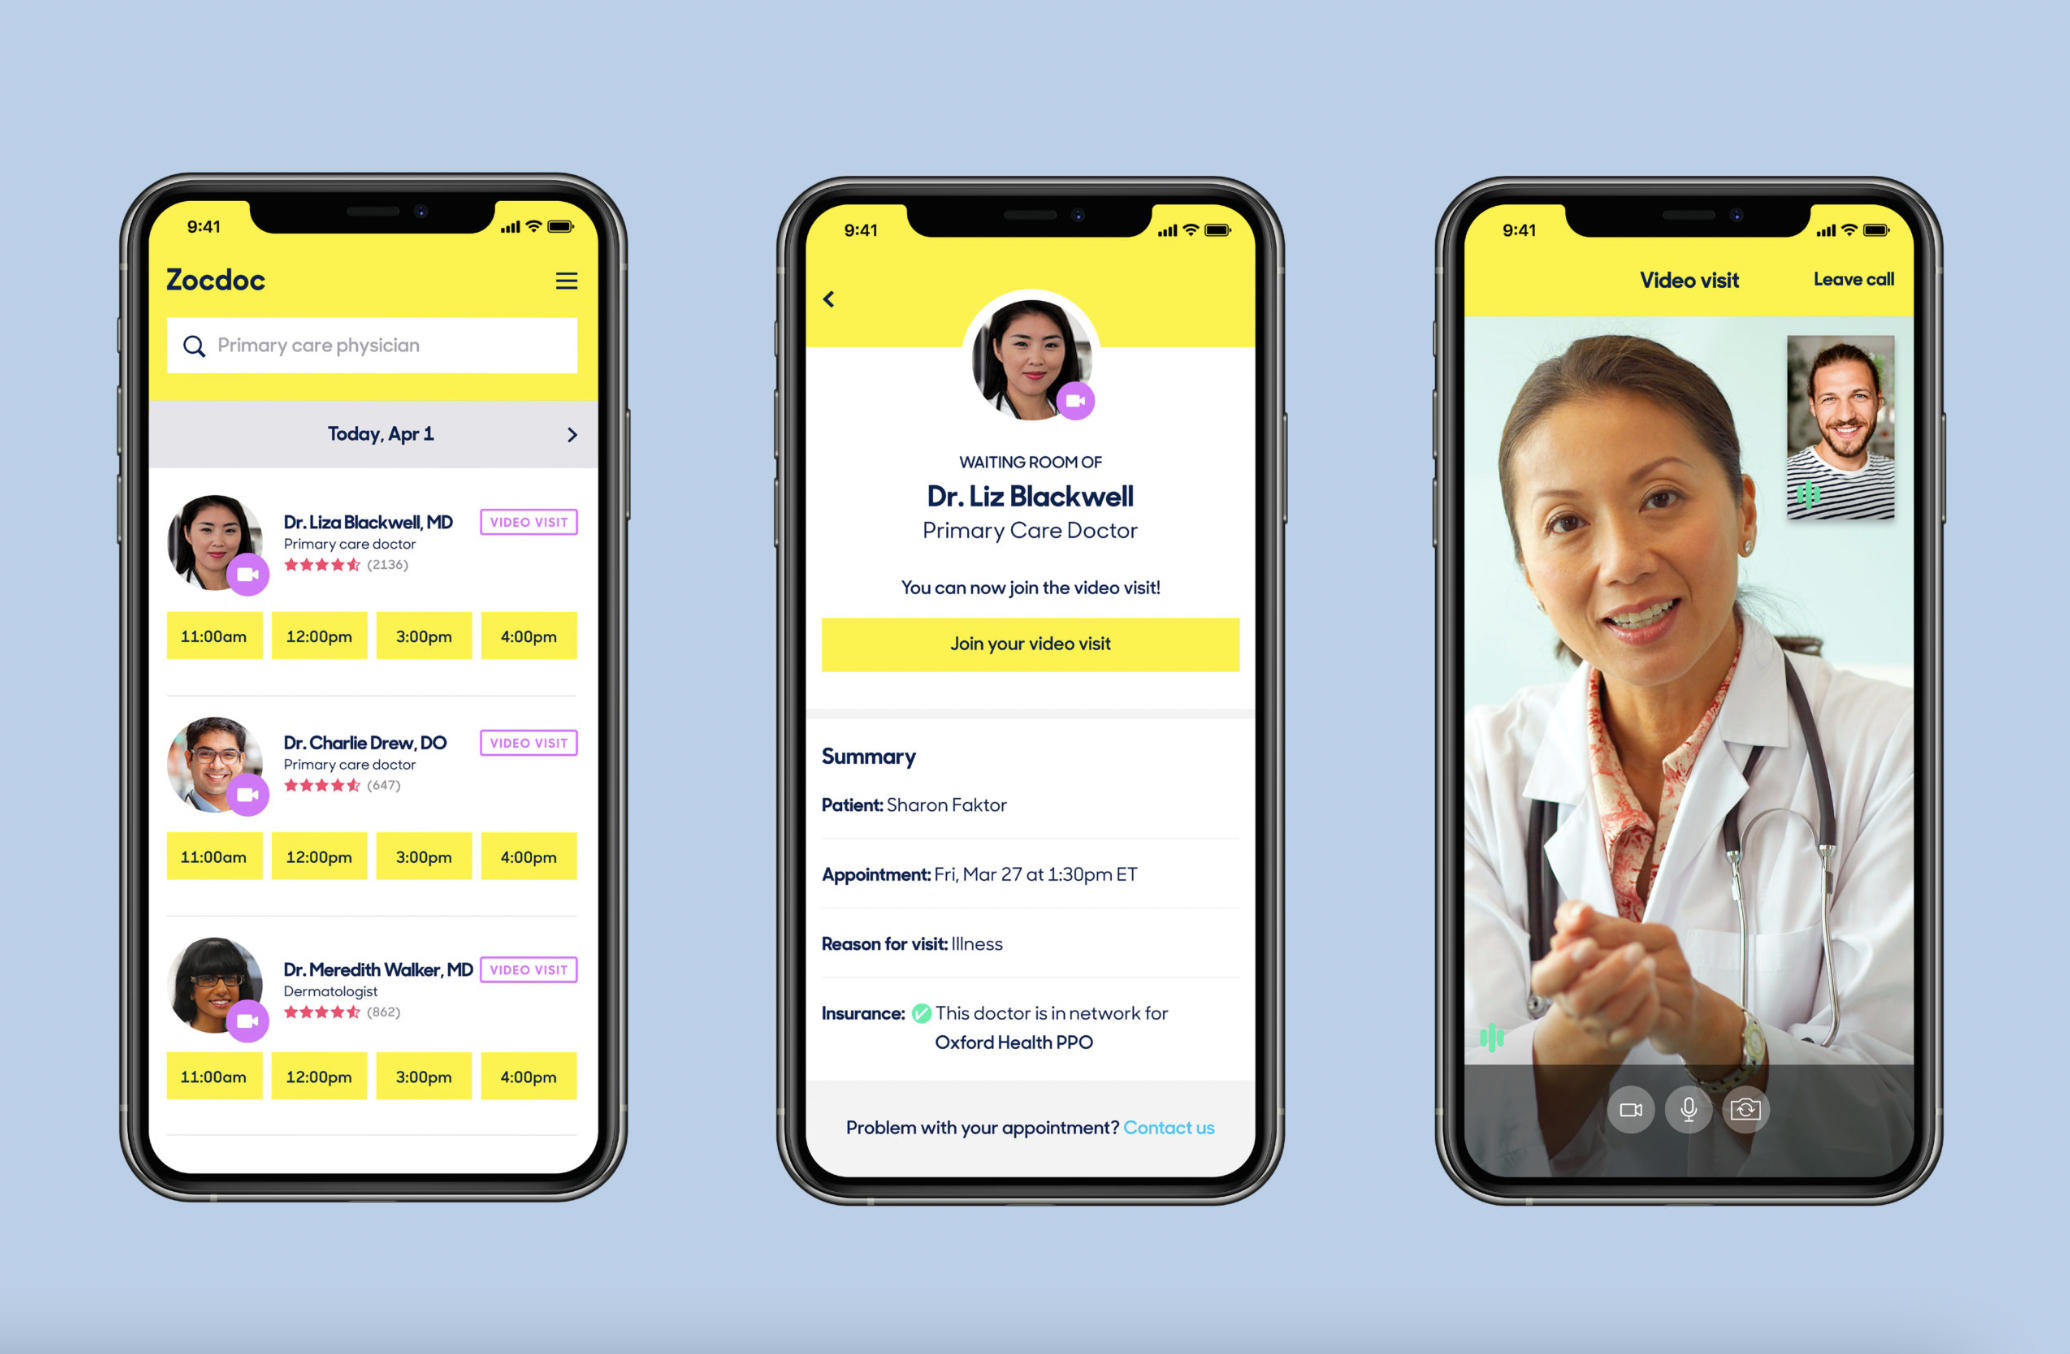 9:41
Zocdoc
Primary care physician
Today, Apr 1
Dr. Liza Blackwell, MD
VIDEO VISIT
Primary care doctor
(2136)
11:00am 12:00pm 3:00pm 4:00pm
Dr. Charlie Drew, DO
VIDEO VISIT
Primary care doctor
(647)
11:00am 12:00pm 3:00pm 4:00pm
Dr. Meredith Walker, MD
VIDEO VISIT
Dermatologist
(862)
11:00am 12:00pm 3:00pm 4:00pm
9:41
WAITING ROOM OF
Dr. Liz Blackwell
Primary Care Doctor
You can now join the video visit!
Join your video visit
Summary
Patient: Sharon Faktor
Appointment: Fri, Mar 27 at 1:30pm ET
Reason for visit: Illness
Insurance: This doctor is in network for
Oxford Health PPO
Problem with your appointment? Contact us
9:41
Video visit
Leave call